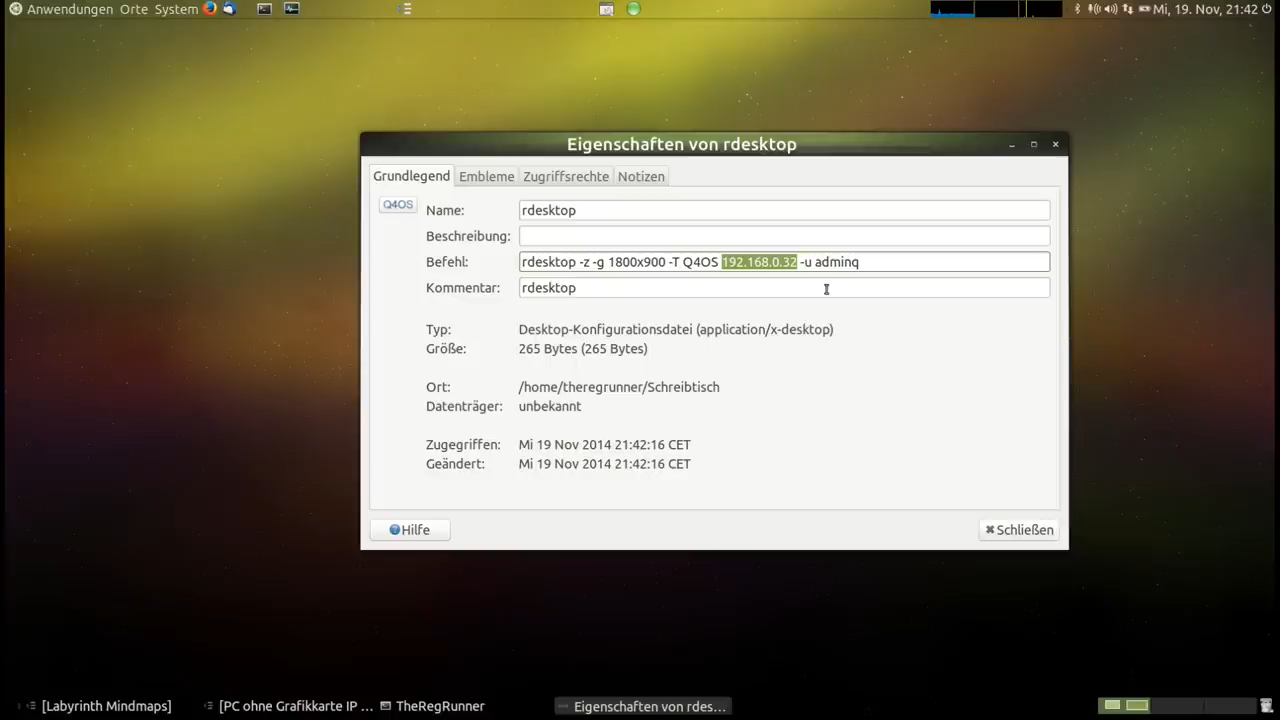 Anwendungen Orte System
Mi, 19. Nov, 21:42
Eigenschaften von rdesktop
Grundlegend Embleme Zugriffsrechte Notizen
Q4OS
Name: rdesktop
Beschreibung:
Befehl: rdesktop -z -g 1800x900 -T Q4OS 192.168.0.32 -u adminq
Kommentar: rdesktop
Typ: Desktop-Konfigurationsdatei (application/x-desktop)
Größe: 265 Bytes (265 Bytes)
Ort: /home/theregrunner/Schreibtisch
Datenträger: unbekannt
Zugegriffen: Mi 19 Nov 2014 21:42:16 CET
Geändert: Mi 19 Nov 2014 21:42:16 CET
Hilfe Schließen
[Labyrinth Mindmaps] [PC ohne Grafikkarte IP ... TheRegRunner Eigenschaften von rdes...